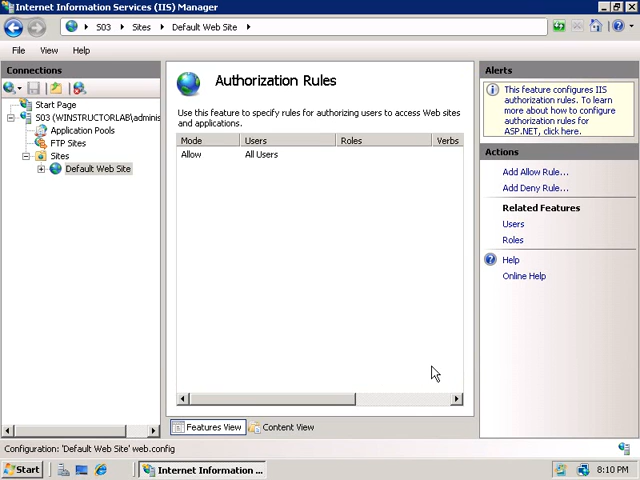 Internet Information Services (IIS) Manager
S03
Sites
Default Web Site
File
View
Help
Connections
Start Page
S03 (WINSTRUCTORLAB\adminis
Application Pools
FTP Sites
Sites
Default Web Site
Authorization Rules
Use this feature to specify rules for authorizing users to access Web sites
and applications.
Mode
Users
Roles
Verbs
Allow
All Users
Features View
Content View
Alerts
This feature configures IIS
authorization rules. To learn
more about how to configure
authorization rules for
ASP.NET, click here.
Actions
Add Allow Rule...
Add Deny Rule...
Related Features
Users
Roles
Help
Online Help
Configuration: 'Default Web Site' web.config
Start
Internet Information ...
8:10 PM